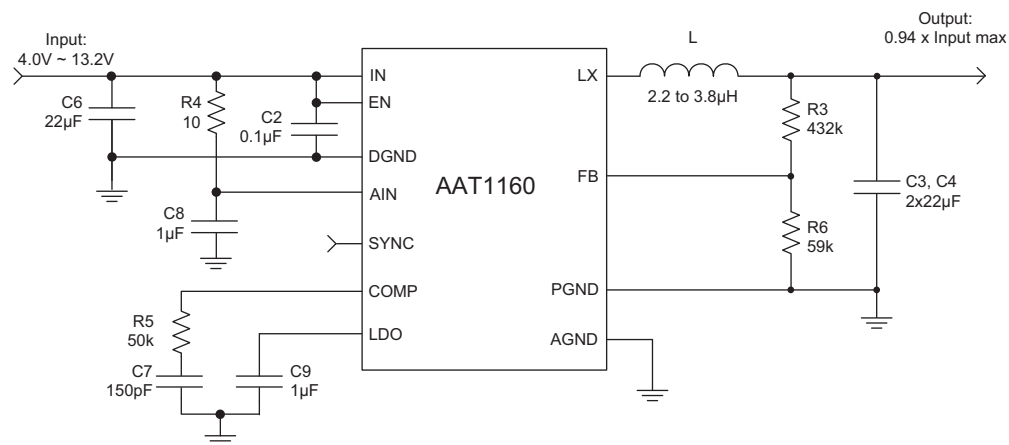 Input:
4.0V ~ 13.2V
Output:
0.94 x Input max
L
2.2 to 3.8µH
C6
22µF
R4
10
C2
0.1µF
C8
1µF
IN
EN
DGND
AIN
SYNC
COMP
LDO
AAT1160
LX
FB
PGND
AGND
R3
432k
R6
59k
C3, C4
2x22µF
R5
50k
C7
150pF
C9
1µF